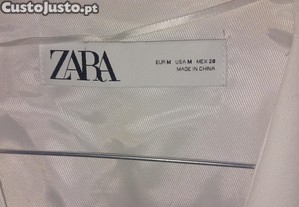 CustoJusto.pt
ZARA
EUR M USA M MEX 28
MADE IN CHINA